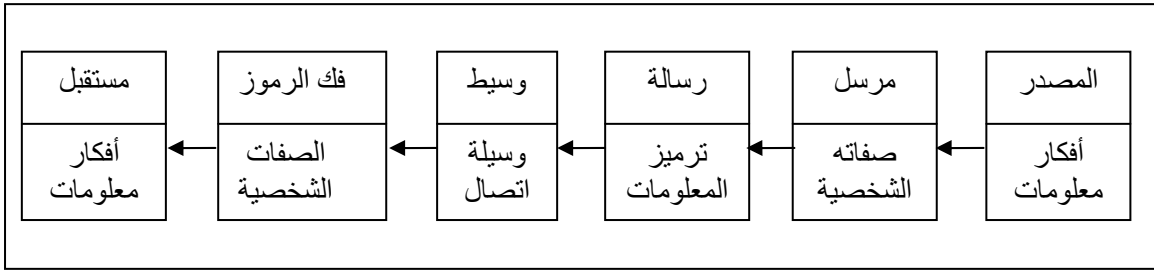 المصدر
أفكار
معلومات
مرسل
صفاته
الشخصية
رسالة
ترميز
المعلومات
وسيط
وسيلة
اتصال
فك الرموز
الصفات
الشخصية
مستقبل
أفكار
معلومات